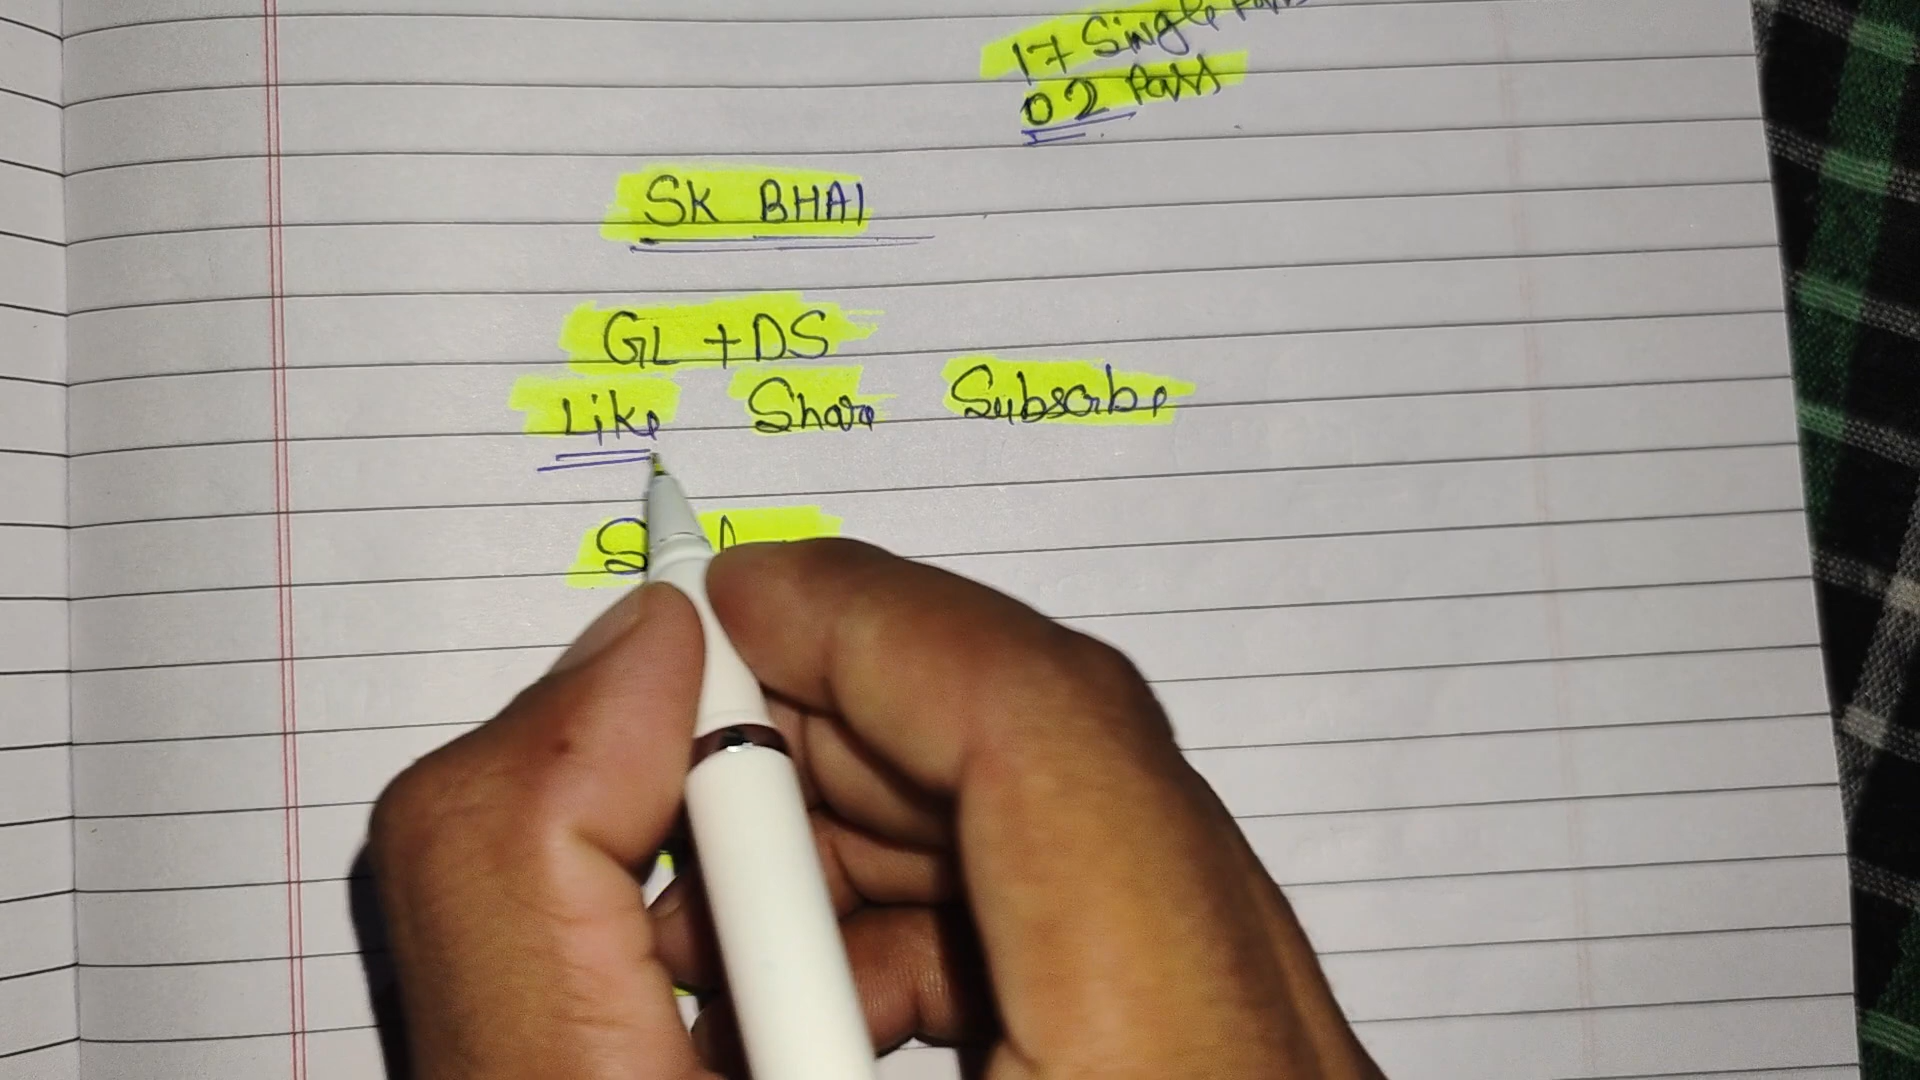 17 Single
02 Pass
SK BHAI
GL + DS
Like Share Subscribe